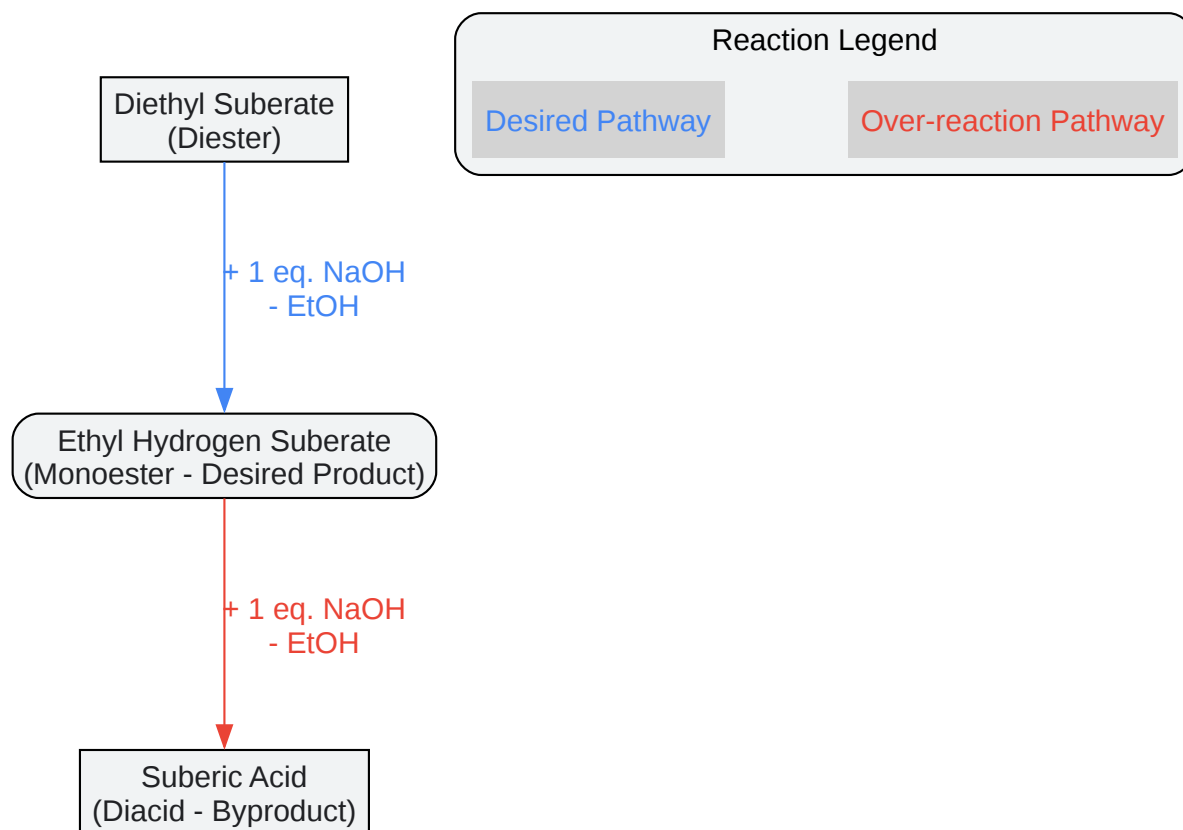 Reaction Legend
Desired Pathway
Over-reaction Pathway
Diethyl Suberate
(Diester)
+ 1 eq. NaOH
- EtOH
Ethyl Hydrogen Suberate
(Monoester - Desired Product)
+ 1 eq. NaOH
- EtOH
Suberic Acid
(Diacid - Byproduct)